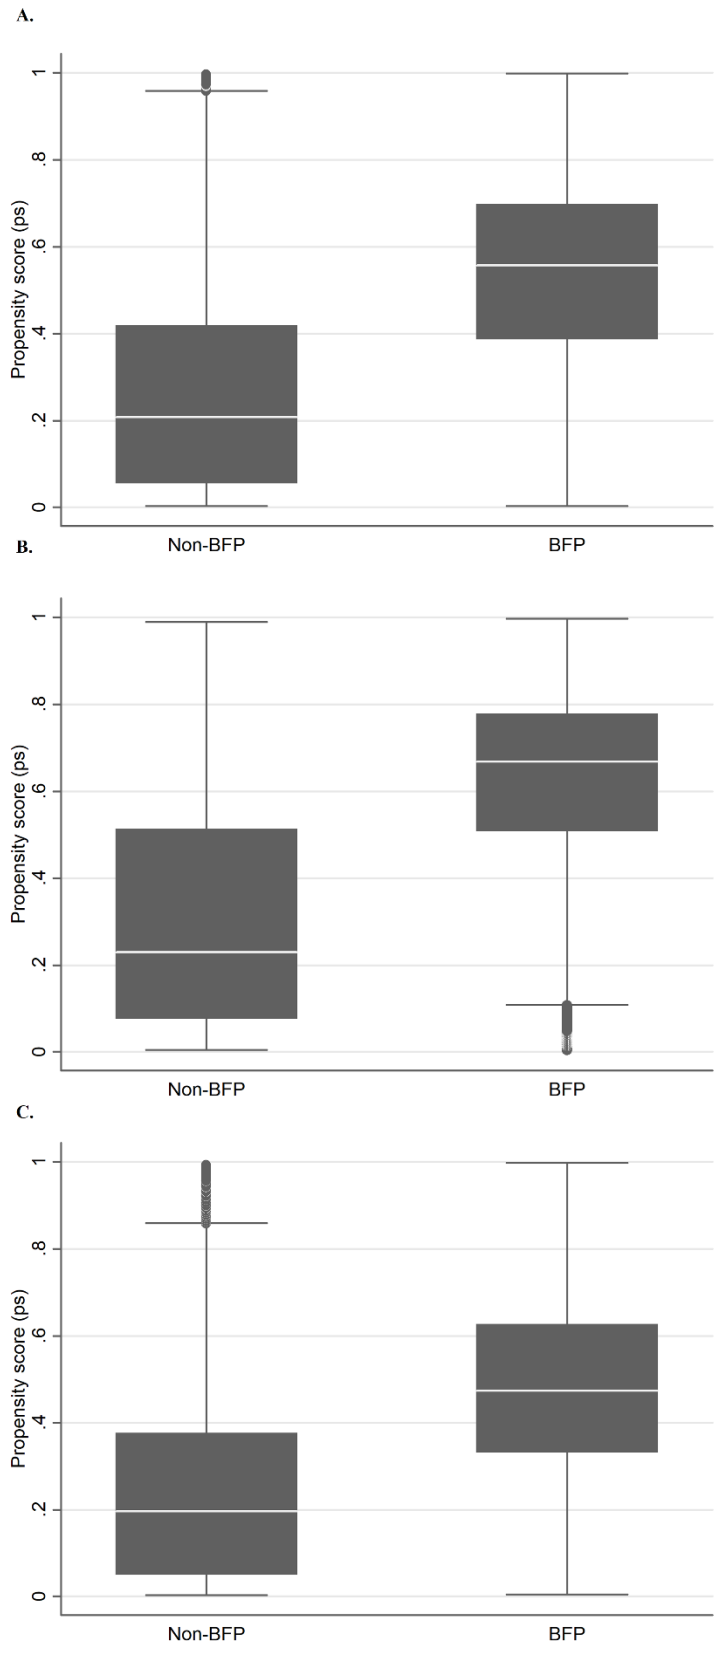 A.
Propensity score (ps)
1
.8
.6
.4
.2
0
Non-BFP BFP
B.
Propensity score (ps)
1
.8
.6
.4
.2
0
Non-BFP BFP
C.
Propensity score (ps)
1
.8
.6
.4
.2
0
Non-BFP BFP